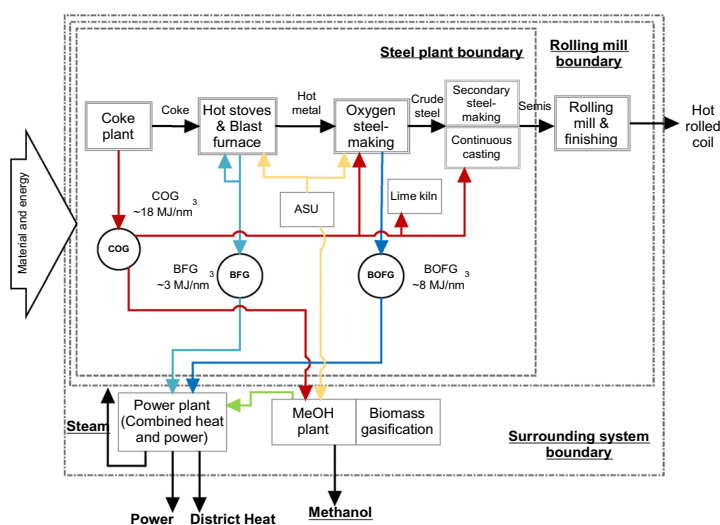 Steel plant boundary
Rolling mill
boundary
Coke
plant
Coke
Hot stoves
& Blast
furnace
Hot
metal
Oxygen
steel-
making
Crude
steel
Secondary
steel-
making
Continuous
casting
Semis
Rolling
mill &
finishing
Hot
rolled
coil
Material and energy
COG
~18 MJ/nm 3
ASU
Lime kiln
COG
BFG
~3 MJ/nm 3
BFG
BOFG
BOFG
~8 MJ/nm 3
Steam
Power plant
(Combined heat
and power)
MeOH
plant
Biomass
gasification
Surrounding system
boundary
Power
District Heat
Methanol